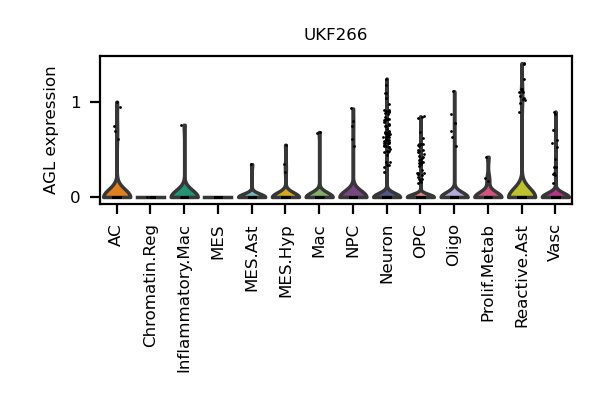 UKF266
AGL expression
1
0
AC
Chromatin.Reg
Inflammatory.Mac
MES
MES.Ast
MES.Hyp
Mac
NPC
Neuron
OPC
Oligo
Prolif.Metab
Reactive.Ast
Vasc